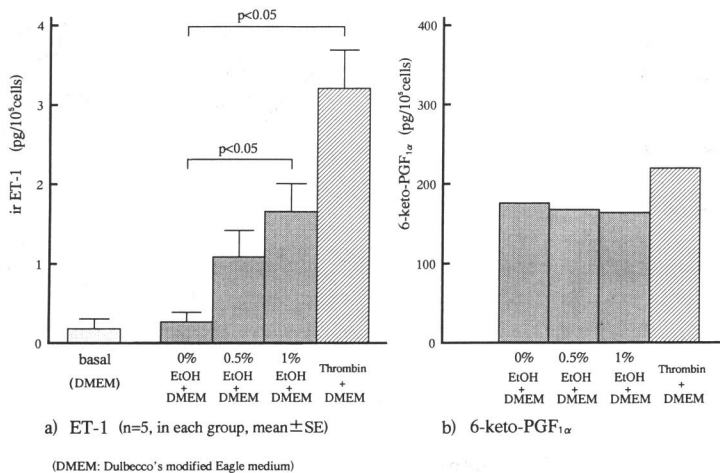 p<0.05
p<0.05
4
3
2
1
0
ir ET-1 (pg/10⁵cells)
basal
(DMEM)
0%
EtOH
+
DMEM
0.5%
EtOH
+
DMEM
1%
EtOH
+
DMEM
Thrombin
+
DMEM
a) ET-1 (n=5, in each group, mean±SE)
400
300
200
100
0
6-keto-PGF₁α (pg/10⁵cells)
0%
EtOH
+
DMEM
0.5%
EtOH
+
DMEM
1%
EtOH
+
DMEM
Thrombin
+
DMEM
b) 6-keto-PGF₁α
(DMEM: Dulbecco's modified Eagle medium)